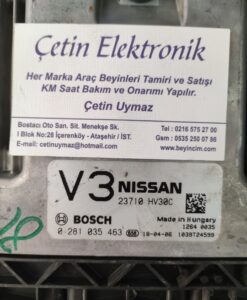 Çetin Elektronik
Her Marka Araç Beyinleri Tamiri ve Satışı
KM Saat Bakım ve Onarımı Yapılır.
Çetin Uymaz
Bostancı Oto San. Sit. Menekşe Sk. Tel : 0216 575 27 00
I Blok No:28 İçerenköy - Ataşehir / İST. Gsm : 0535 250 07 86
E-mail: cetinuymaz@hotmail.com www.beyincim.com
V3 NISSAN
23710 HV30C
BOSCH Made in Hungary
1264 0035
0 281 035 463 18-04-06 1039T24599